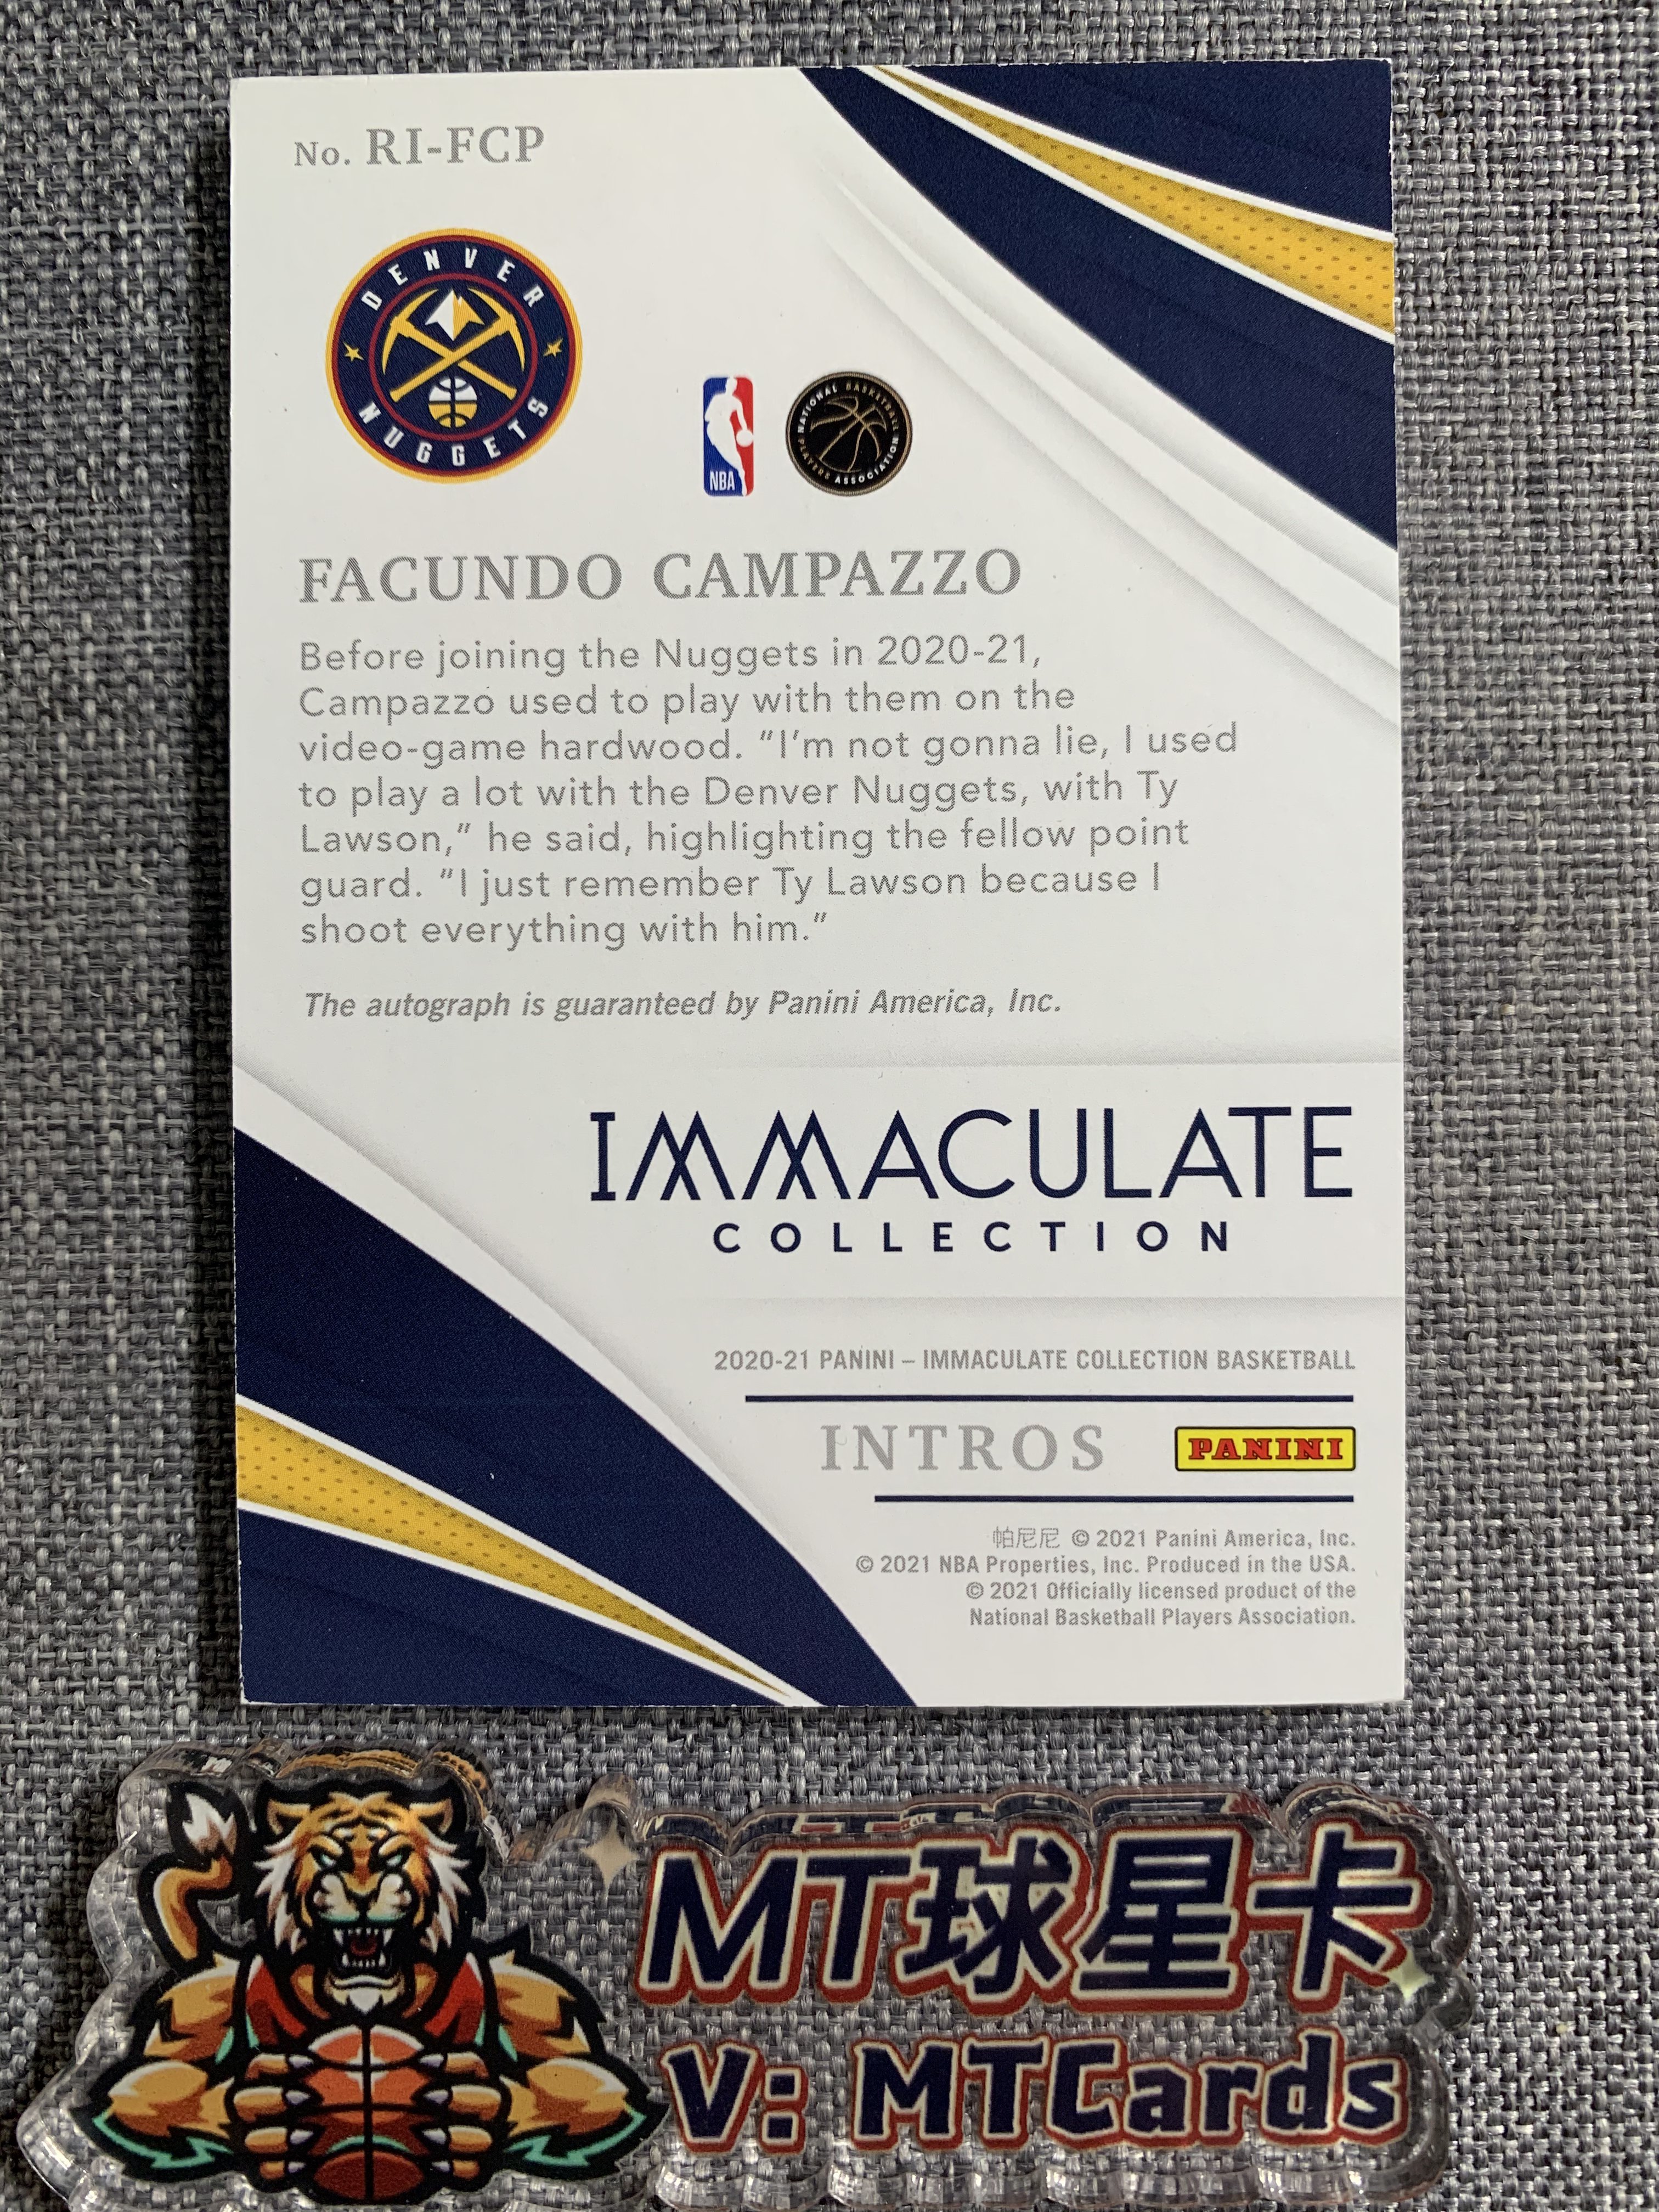 No. RI-FCP
DENVER
NUGGETS
NBA
NATIONAL BASKETBALL
PLAYERS ASSOCIATION
FACUNDO CAMPAZZO
Before joining the Nuggets in 2020-21,
Campazzo used to play with them on the
video-game hardwood. “I’m not gonna lie, I used
to play a lot with the Denver Nuggets, with Ty
Lawson,” he said, highlighting the fellow point
guard. “I just remember Ty Lawson because I
shoot everything with him.”
The autograph is guaranteed by Panini America, Inc.
IMMACULATE
COLLECTION
2020-21 PANINI – IMMACULATE COLLECTION BASKETBALL
INTROS
PANINI
帕尼尼 © 2021 Panini America, Inc.
© 2021 NBA Properties, Inc. Produced in the USA.
© 2021 Officially licensed product of the
National Basketball Players Association.
MT球星卡
V: MTCards